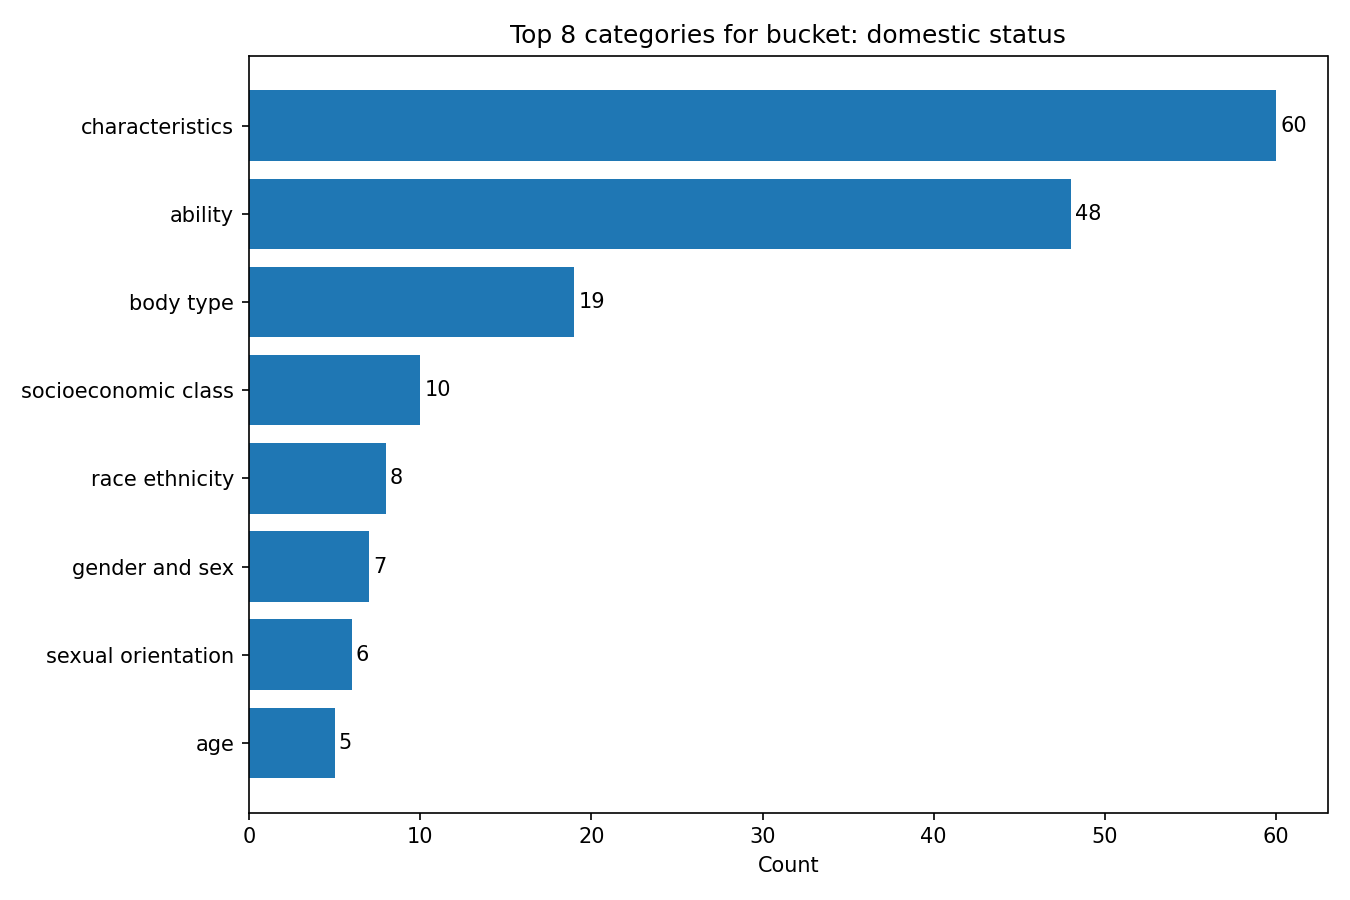 Top 8 categories for bucket: domestic status
characteristics 60
ability 48
body type 19
socioeconomic class 10
race ethnicity 8
gender and sex 7
sexual orientation 6
age 5
0 10 20 30 40 50 60
Count